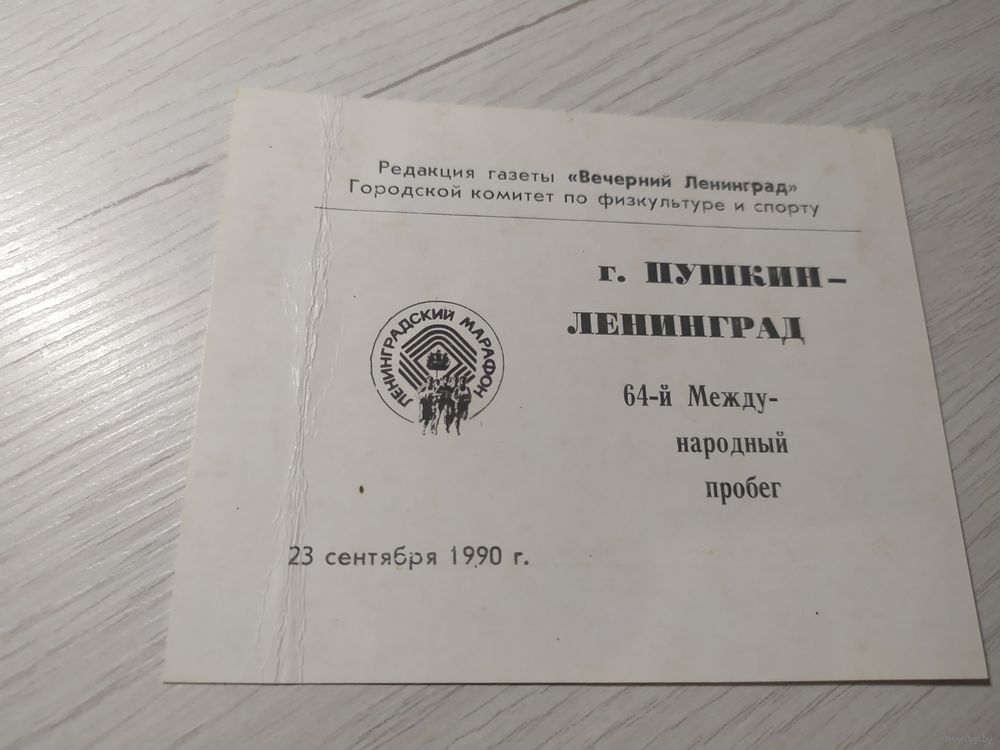 Редакция газеты «Вечерний Ленинград»
Городской комитет по физкультуре и спорту
г. ПУШКИН–
ЛЕНИНГРАД
ЛЕНИНГРАДСКИЙ МАРАФОН
64-й Между-
народный
пробег
23 сентября 1990 г.